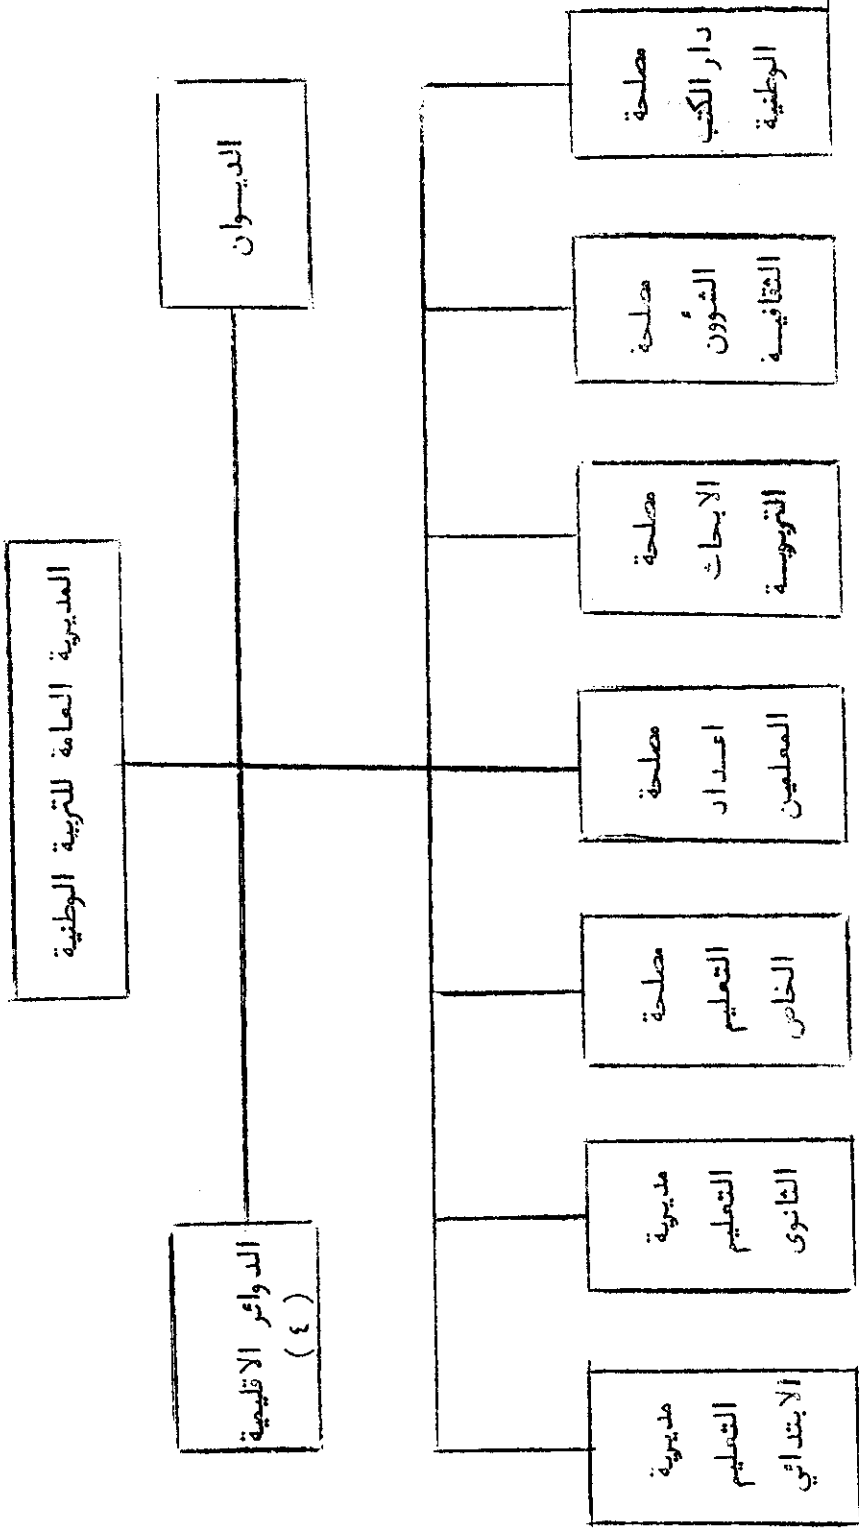 المديرية العامة للتربية الوطنية
الديوان
الدوائر الاقليمية
(٤)
مصلحة
دار الكتب
الوطنية
مصلحة
الشؤون
الثقافية
مصلحة
الابحاث
التربوية
مصلحة
اعداد
المعلمين
مصلحة
التعليم
الخاص
مديرية
التعليم
الثانوى
مديرية
التعليم
الابتدائي